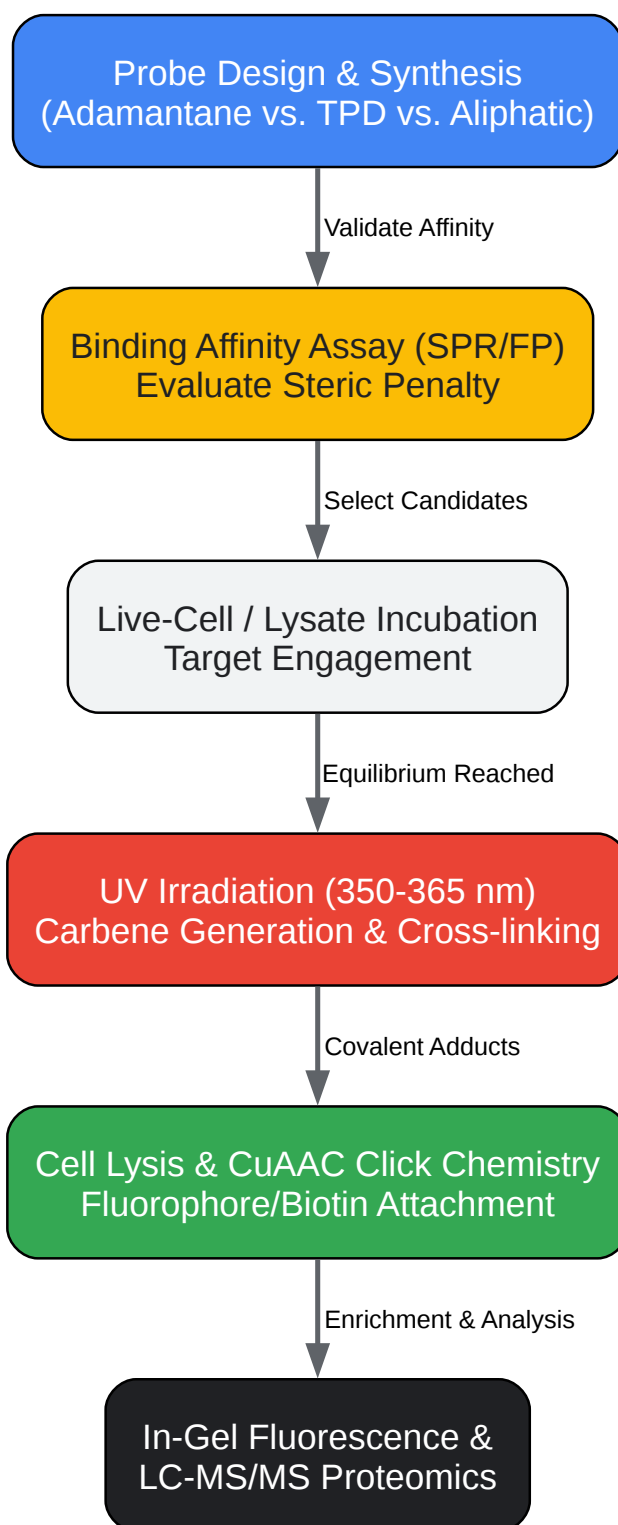 Probe Design & Synthesis
(Adamantane vs. TPD vs. Aliphatic)
Validate Affinity
Binding Affinity Assay (SPR/FP)
Evaluate Steric Penalty
Select Candidates
Live-Cell / Lysate Incubation
Target Engagement
Equilibrium Reached
UV Irradiation (350-365 nm)
Carbene Generation & Cross-linking
Covalent Adducts
Cell Lysis & CuAAC Click Chemistry
Fluorophore/Biotin Attachment
Enrichment & Analysis
In-Gel Fluorescence &
LC-MS/MS Proteomics